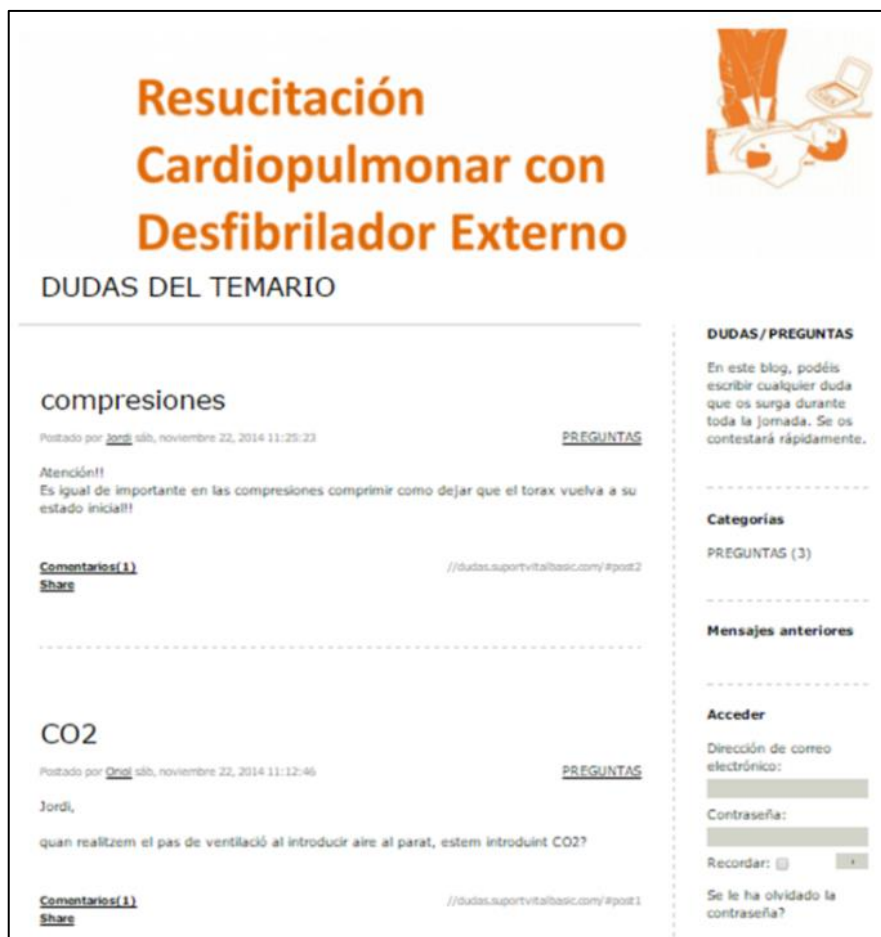 Resucitación
Cardiopulmonar con
Desfibrilador Externo
DUDAS DEL TEMARIO
compresiones
Postado por Jordi sáb, noviembre 22, 2014 11:25:23
PREGUNTAS
Atención!!
Es igual de importante en las compresiones comprimir como dejar que el torax vuelva a su
estado inicial!!
Comentarios(1)
//dudas.suportvitalbasic.com/#post2
Share
CO2
Postado por Oriol sáb, noviembre 22, 2014 11:12:46
PREGUNTAS
Jordi,
quan realitzem el pas de ventilació al introducir aire al parat, estem introduint CO2?
Comentarios(1)
//dudas.suportvitalbasic.com/#post1
Share
DUDAS/PREGUNTAS
En este blog, podéis
escribir cualquier duda
que os surga durante
toda la jornada. Se os
contestará rápidamente.
Categorías
PREGUNTAS (3)
Mensajes anteriores
Acceder
Dirección de correo
electrónico:
Contraseña:
Recordar:
Se le ha olvidado la
contraseña?